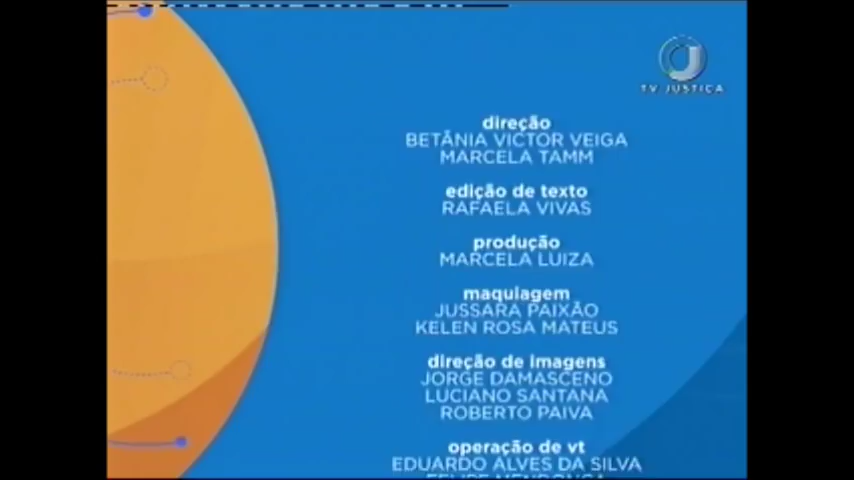 TV JUSTIÇA
direção
BETÂNIA VICTOR VEIGA
MARCELA TAMM
edição de texto
RAFAELA VIVAS
produção
MARCELA LUIZA
maquiagem
JUSSARA PAIXÃO
KELEN ROSA MATEUS
direção de imagens
JORGE DAMASCENO
LUCIANO SANTANA
ROBERTO PAIVA
operação de vt
EDUARDO ALVES DA SILVA